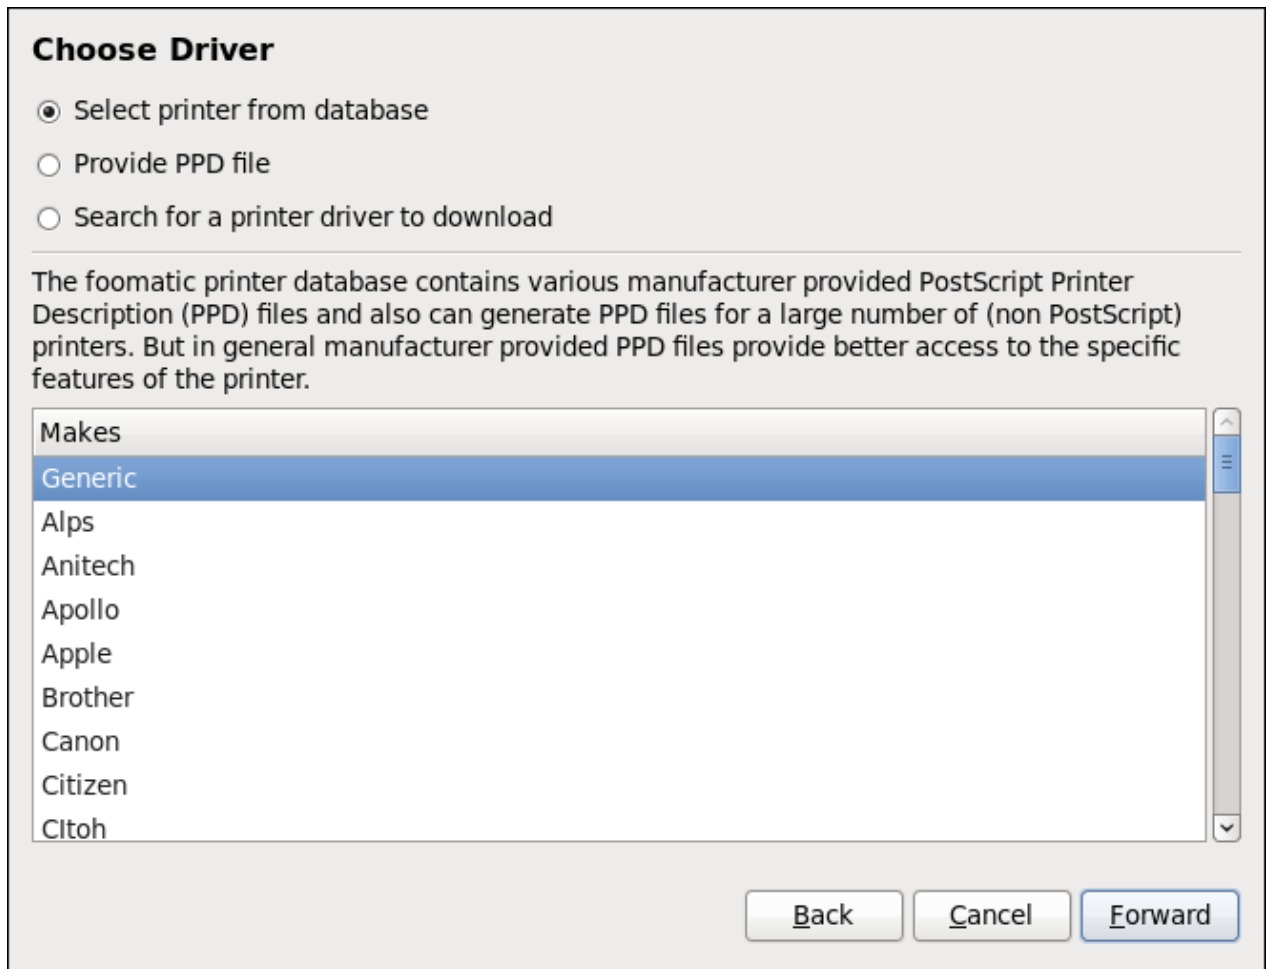 Choose Driver
Select printer from database
Provide PPD file
Search for a printer driver to download
The foomatic printer database contains various manufacturer provided PostScript Printer
Description (PPD) files and also can generate PPD files for a large number of (non PostScript)
printers. But in general manufacturer provided PPD files provide better access to the specific
features of the printer.
Makes
Generic
Alps
Anitech
Apollo
Apple
Brother
Canon
Citizen
CItoh
Back Cancel Forward